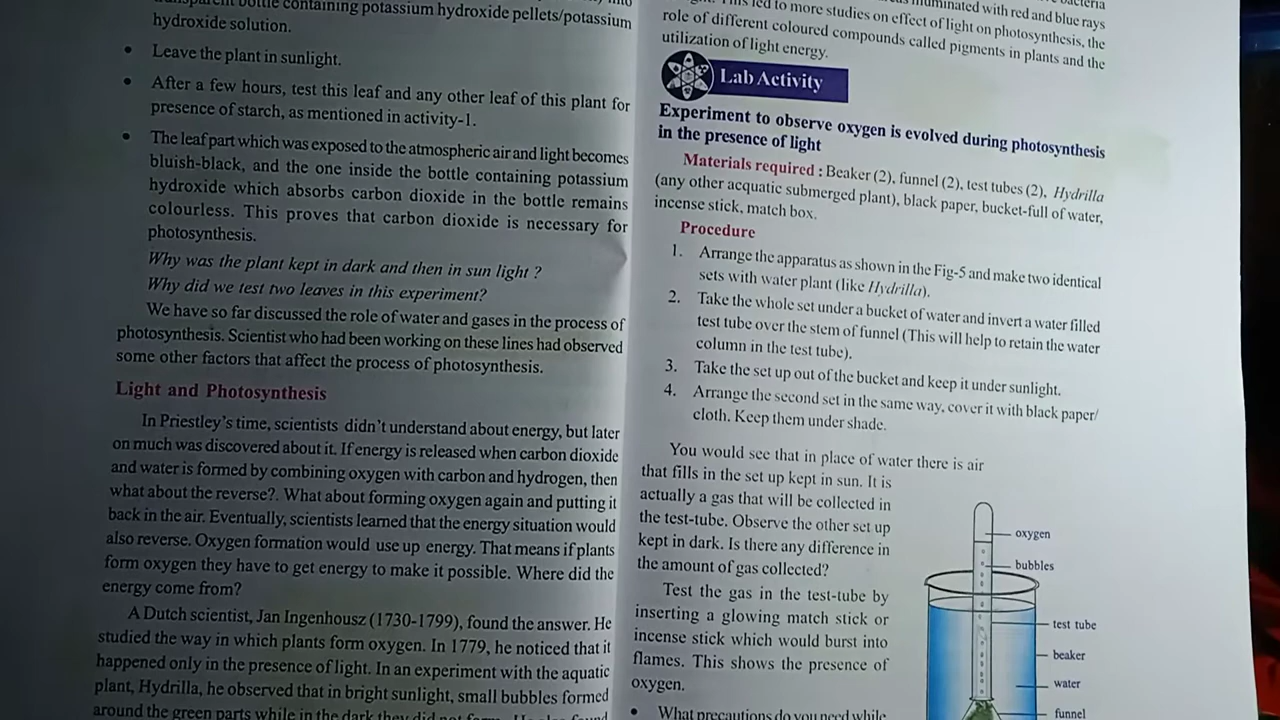 transparent bottle containing potassium hydroxide pellets/potassium
hydroxide solution.
• Leave the plant in sunlight.
• After a few hours, test this leaf and any other leaf of this plant for
presence of starch, as mentioned in activity-1.
• The leaf part which was exposed to the atmospheric air and light becomes
bluish-black, and the one inside the bottle containing potassium
hydroxide which absorbs carbon dioxide in the bottle remains
colourless. This proves that carbon dioxide is necessary for
photosynthesis.
Why was the plant kept in dark and then in sun light ?
Why did we test two leaves in this experiment?
We have so far discussed the role of water and gases in the process of
photosynthesis. Scientist who had been working on these lines had observed
some other factors that affect the process of photosynthesis.
Light and Photosynthesis
In Priestley's time, scientists didn't understand about energy, but later
on much was discovered about it. If energy is released when carbon dioxide
and water is formed by combining oxygen with carbon and hydrogen, then
what about the reverse?. What about forming oxygen again and putting it
back in the air. Eventually, scientists learned that the energy situation would
also reverse. Oxygen formation would use up energy. That means if plants
form oxygen they have to get energy to make it possible. Where did the
energy come from?
A Dutch scientist, Jan Ingenhousz (1730-1799), found the answer. He
studied the way in which plants form oxygen. In 1779, he noticed that it
happened only in the presence of light. In an experiment with the aquatic
plant, Hydrilla, he observed that in bright sunlight, small bubbles formed
around the green parts while in the dark they did not form. He also found
bacteria
illuminated with red and blue rays
This led to more studies on effect of light on photosynthesis, the
role of different coloured compounds called pigments in plants and the
utilization of light energy.
Lab Activity
Experiment to observe oxygen is evolved during photosynthesis
in the presence of light
Materials required : Beaker (2), funnel (2), test tubes (2), Hydrilla
(any other acquatic submerged plant), black paper, bucket-full of water,
incense stick, match box.
Procedure
1. Arrange the apparatus as shown in the Fig-5 and make two identical
sets with water plant (like Hydrilla).
2. Take the whole set under a bucket of water and invert a water filled
test tube over the stem of funnel (This will help to retain the water
column in the test tube).
3. Take the set up out of the bucket and keep it under sunlight.
4. Arrange the second set in the same way, cover it with black paper/
cloth. Keep them under shade.
You would see that in place of water there is air
that fills in the set up kept in sun. It is
actually a gas that will be collected in
the test-tube. Observe the other set up
kept in dark. Is there any difference in
the amount of gas collected?
Test the gas in the test-tube by
inserting a glowing match stick or
incense stick which would burst into
flames. This shows the presence of
oxygen.
• What precautions do you need while
oxygen
bubbles
test tube
beaker
water
funnel